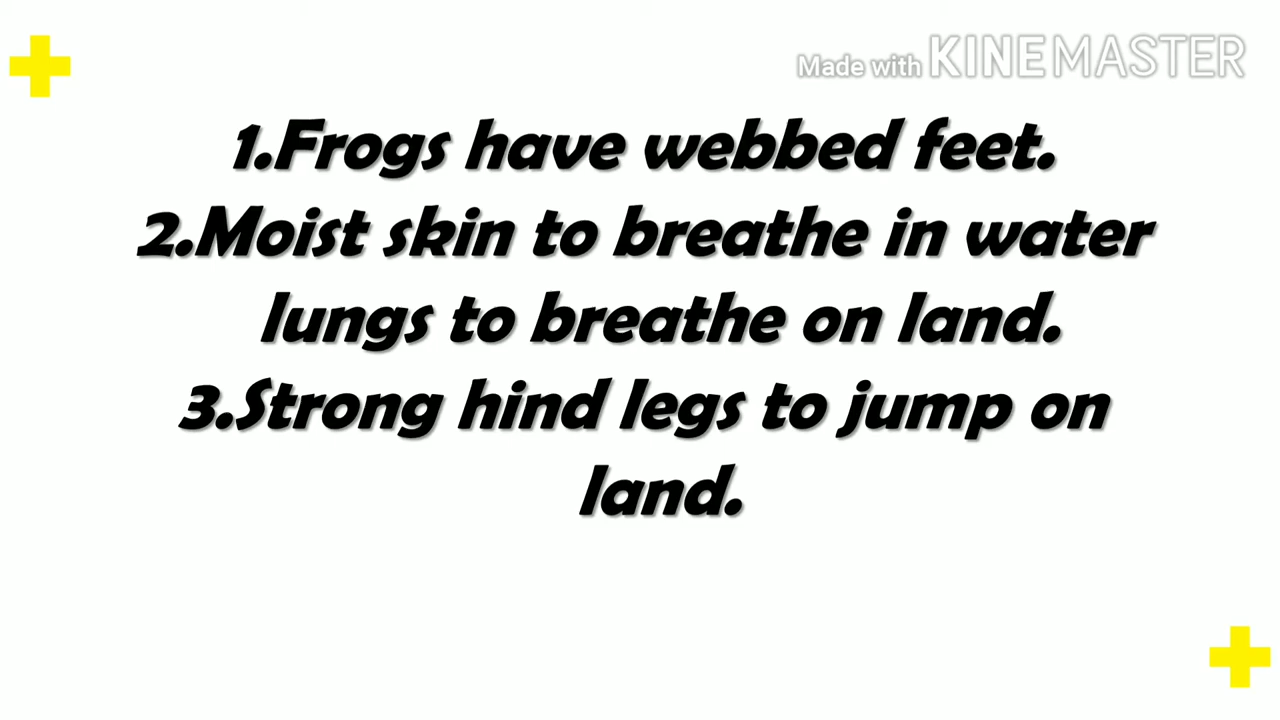 Made with KINEMASTER
1.Frogs have webbed feet.
2.Moist skin to breathe in water
lungs to breathe on land.
3.Strong hind legs to jump on
land.